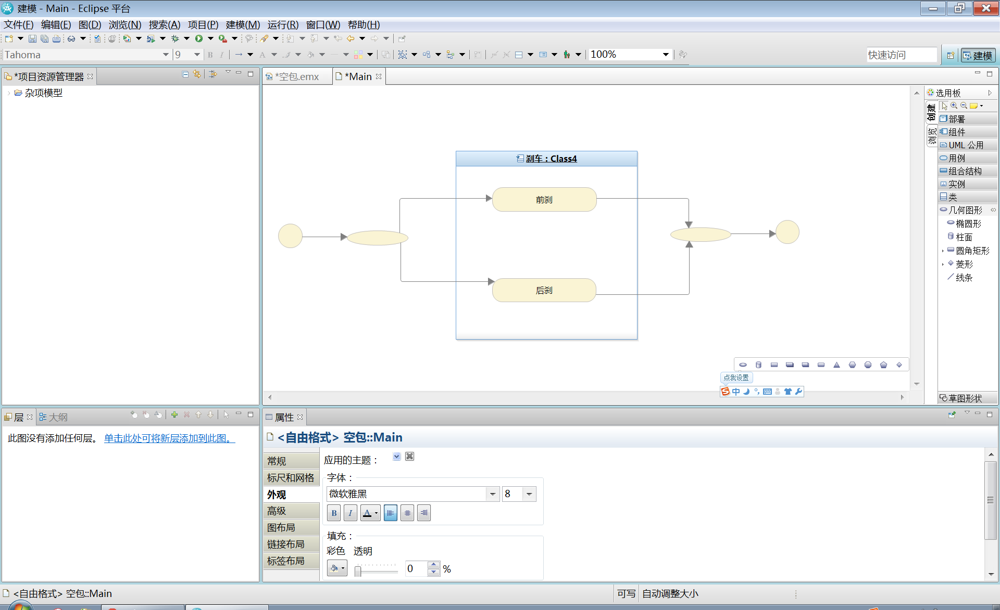 建模 - Main - Eclipse 平台
文件(F) 编辑(E) 图(D) 浏览(N) 搜索(A) 项目(P) 建模(M) 运行(R) 窗口(W) 帮助(H)
Tahoma 9 B I A 100% 快速访问 建模
*项目资源管理器
杂项模型
*空包.emx *Main
刹车 : Class4
前刹
后刹
选用板
创建
浏览
部署
组件
UML 公用
用例
组合结构
实例
类
几何图形
椭圆形
柱面
圆角矩形
菱形
线条
草图形状
点我设置
S 中
层 大纲
此图没有添加任何层。 单击此处可将新层添加到此图。
属性
<自由格式> 空包::Main
常规
标尺和网格
外观
高级
图布局
链接布局
标签布局
应用的主题：
字体：
微软雅黑 8
B I A
填充：
彩色 透明
0 %
<自由格式> 空包::Main
可写 自动调整大小